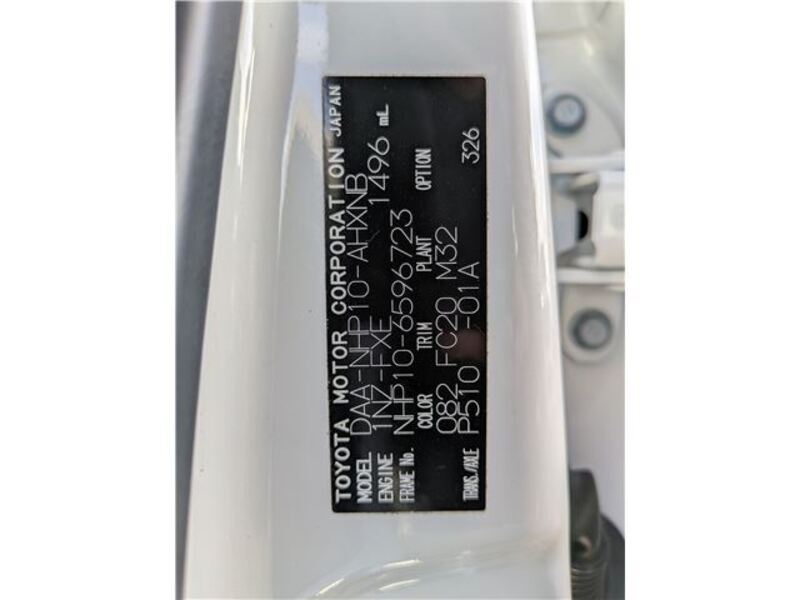 TOYOTA MOTOR CORPORATION JAPAN
MODEL DAA-NHP10-AHXNB
ENGINE 1NZ-FXE 1496 mL
FRAME No. NHP10-6596723
COLOR TRIM PLANT OPTION
082 FC20 M32
TRANS./AXLE P510 -01A 326